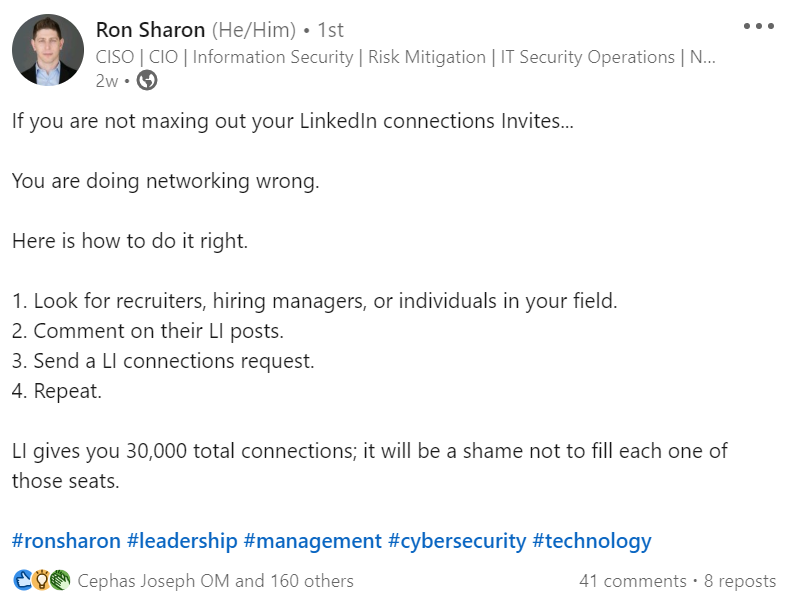 Ron Sharon (He/Him) • 1st
CISO | CIO | Information Security | Risk Mitigation | IT Security Operations | N...
2w •
If you are not maxing out your LinkedIn connections Invites...
You are doing networking wrong.
Here is how to do it right.
1. Look for recruiters, hiring managers, or individuals in your field.
2. Comment on their LI posts.
3. Send a LI connections request.
4. Repeat.
LI gives you 30,000 total connections; it will be a shame not to fill each one of
those seats.
#ronsharon #leadership #management #cybersecurity #technology
Cephas Joseph OM and 160 others 41 comments • 8 reposts